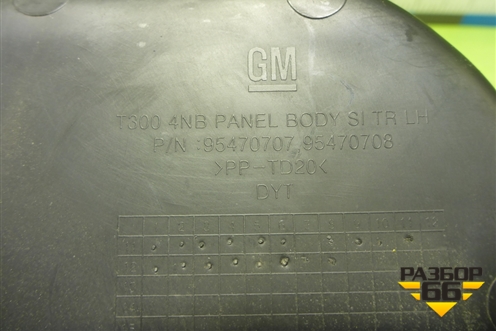 GM
T300 4NB PANEL BODY SI TR LH
P/N :95470707 95470708
>PP-TD20<
DYT
РАЗБОР
66